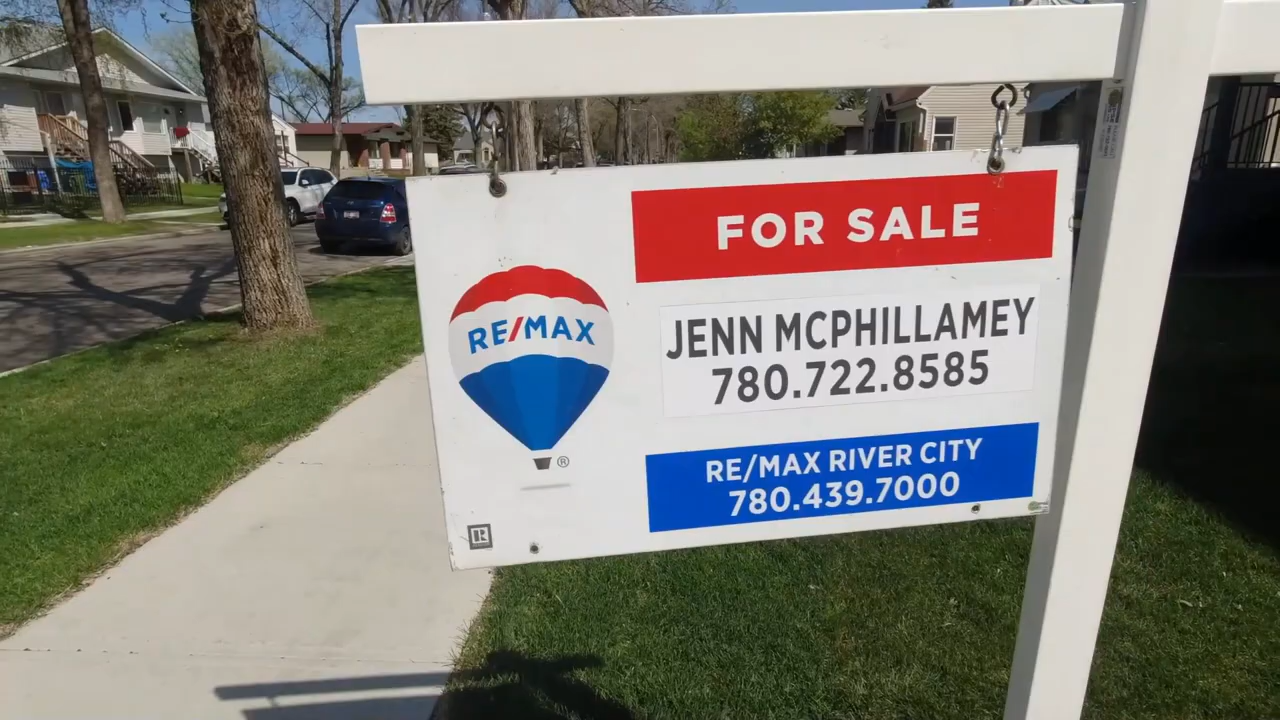 FOR SALE
RE/MAX
JENN MCPHILLAMEY
780.722.8585
RE/MAX RIVER CITY
780.439.7000
®
R